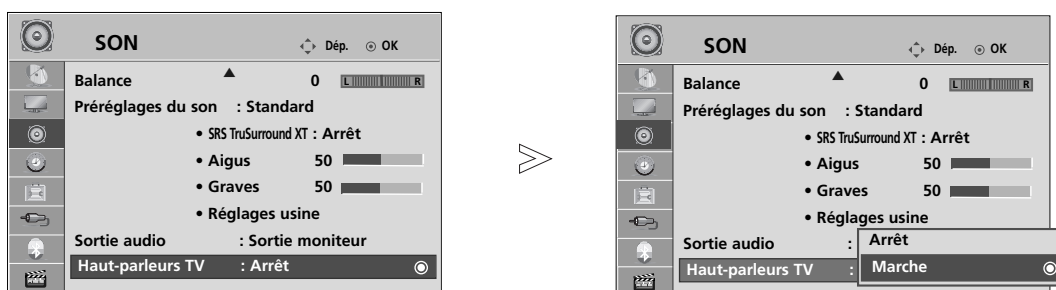 SON Dép. OK
Balance 0 L R
Préréglages du son : Standard
• SRS TruSurround XT : Arrêt
• Aigus 50
• Graves 50
• Réglages usine
Sortie audio : Sortie moniteur
Haut-parleurs TV : Arrêt
SON Dép. OK
Balance 0 L R
Préréglages du son : Standard
• SRS TruSurround XT : Arrêt
• Aigus 50
• Graves 50
• Réglages usine
Sortie audio :
Arrêt
Haut-parleurs TV :
Marche